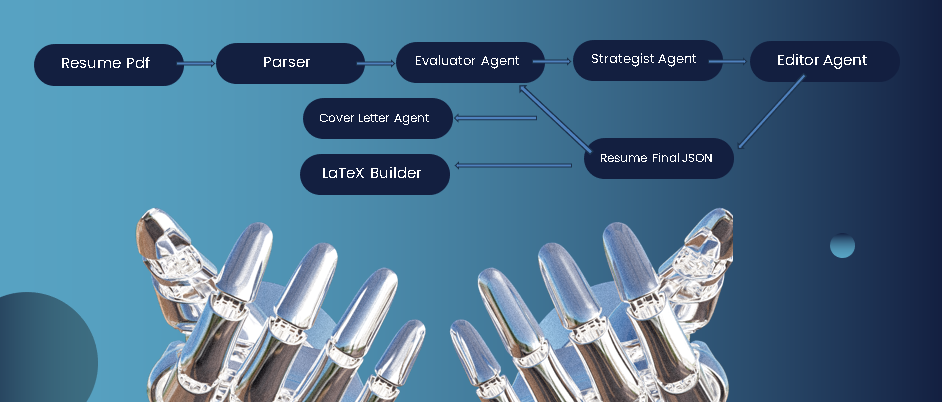 Resume Pdf
Parser
Evaluator Agent
Strategist Agent
Editor Agent
Cover Letter Agent
Resume Final JSON
LaTeX Builder